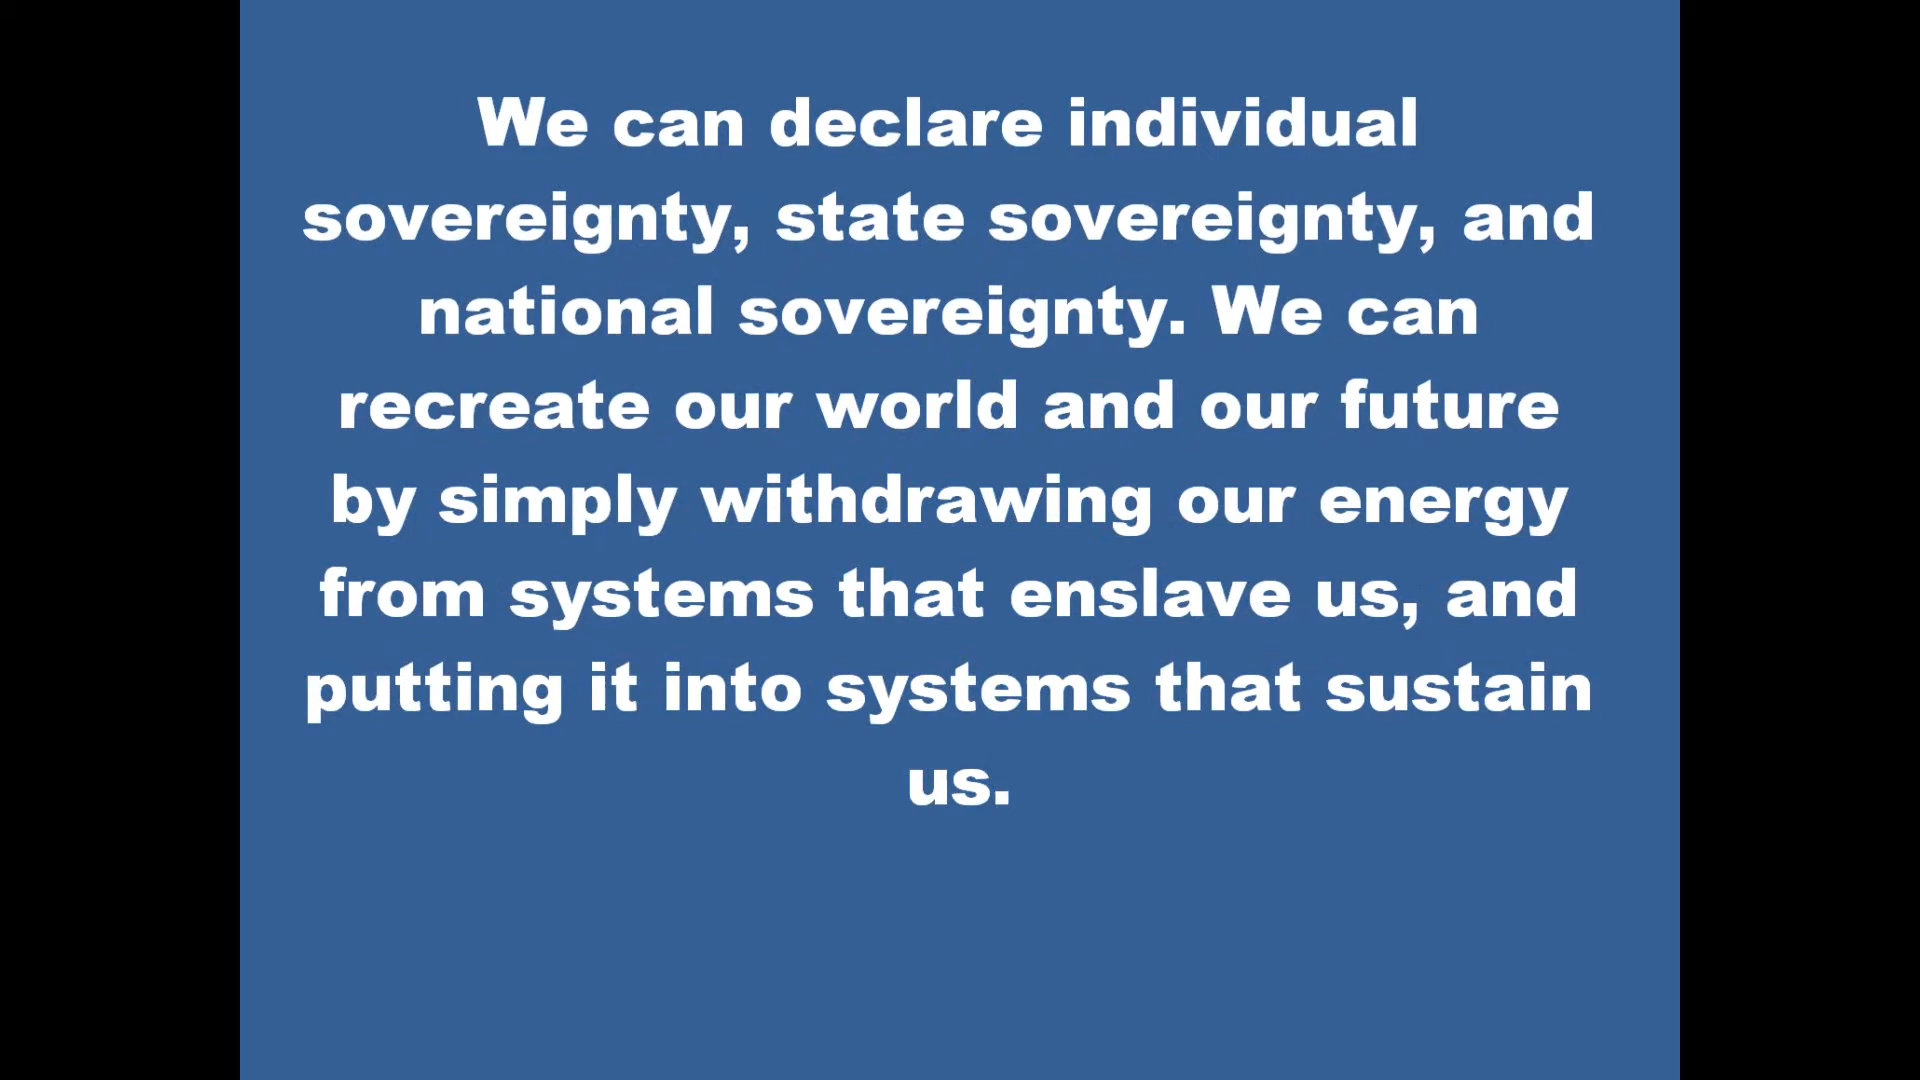 We can declare individual
sovereignty, state sovereignty, and
national sovereignty. We can
recreate our world and our future
by simply withdrawing our energy
from systems that enslave us, and
putting it into systems that sustain
us.